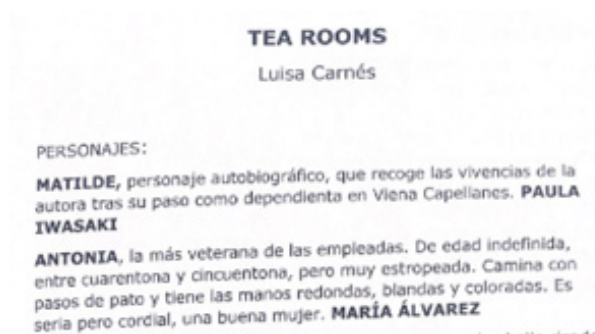 TEA ROOMS
Luisa Carnés
PERSONAJES:
MATILDE, personaje autobiográfico, que recoge las vivencias de la
autora tras su paso como dependienta en Viena Capellanes. PAULA
IWASAKI
ANTONIA, la más veterana de las empleadas. De edad indefinida,
entre cuarentona y cincuentona, pero muy estropeada. Camina con
pasos de pato y tiene las manos redondas, blandas y coloradas. Es
seria pero cordial, una buena mujer. MARÍA ÁLVAREZ